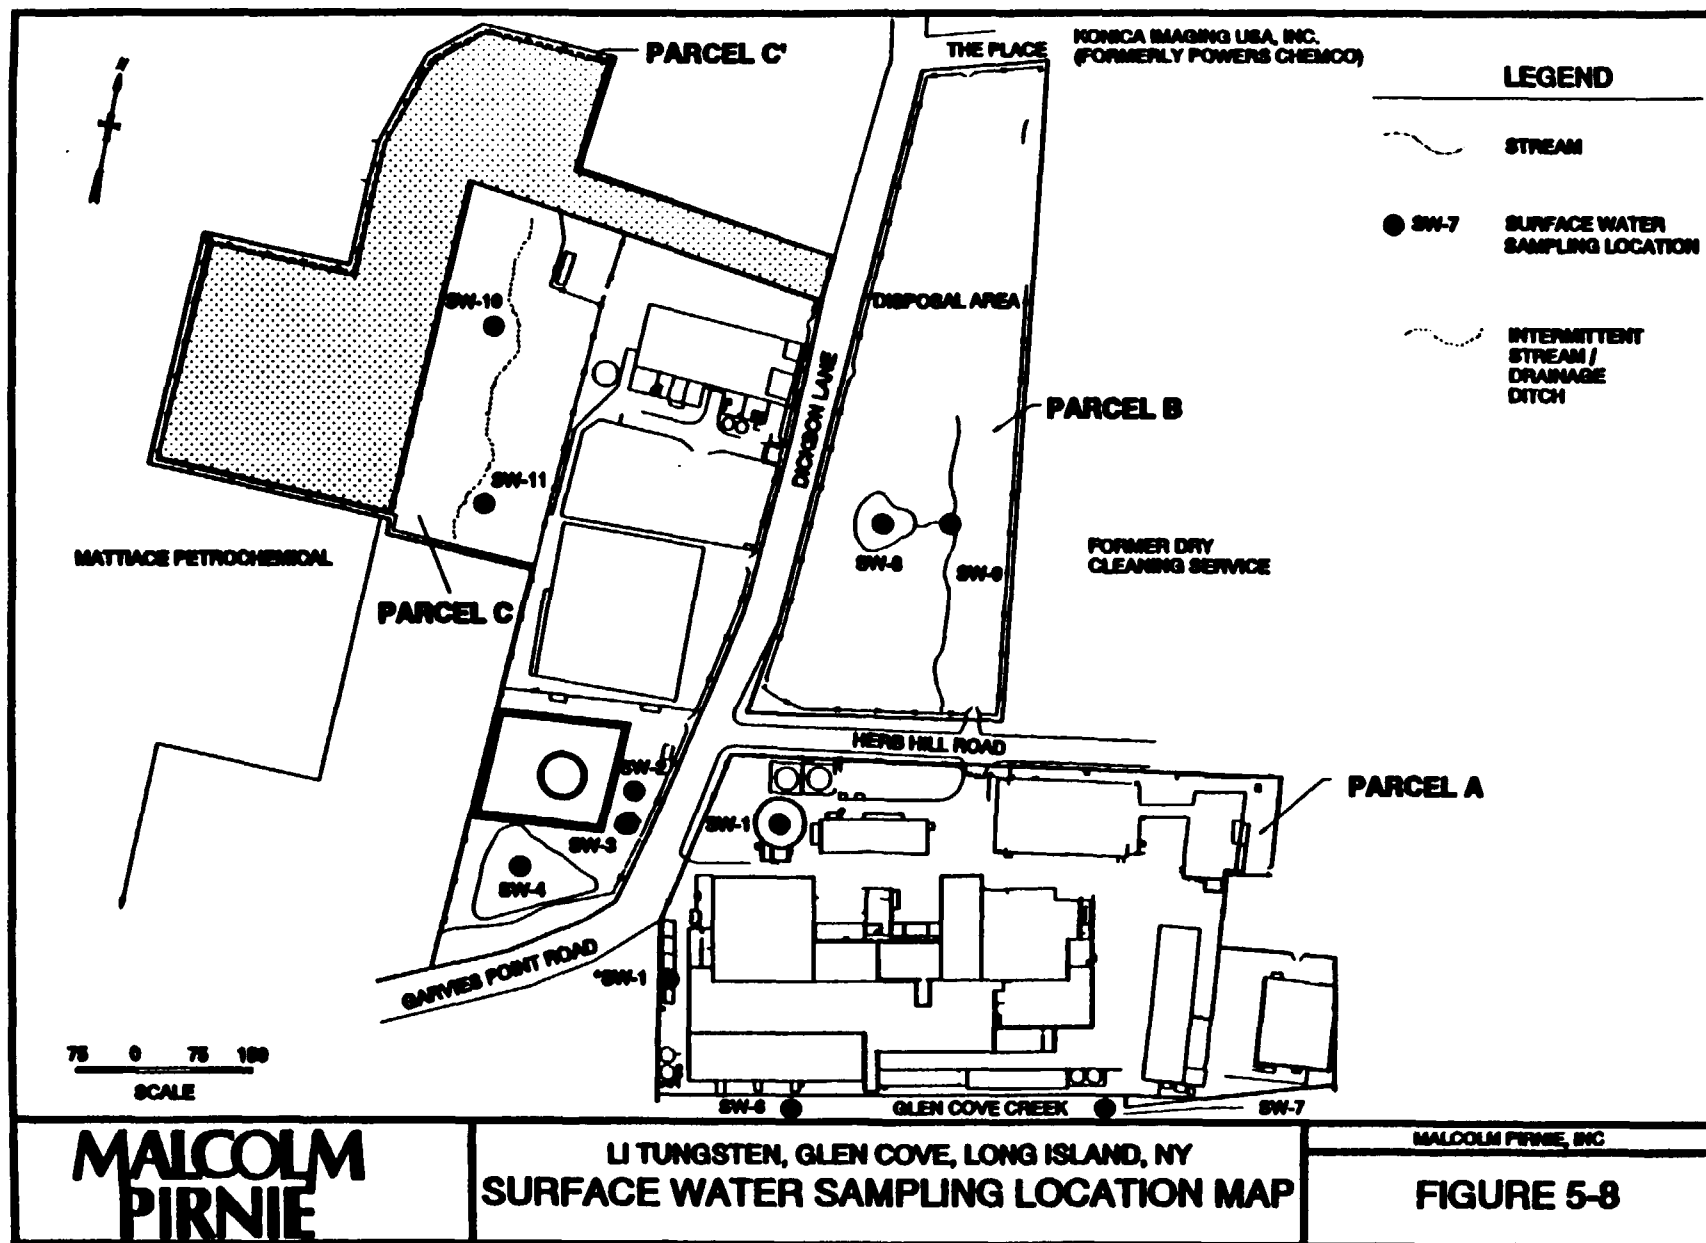 N
PARCEL C'
THE PLACE
KONICA IMAGING USA, INC.
(FORMERLY POWERS CHEMCO)
LEGEND
STREAM
SW-7
SURFACE WATER
SAMPLING LOCATION
INTERMITTENT
STREAM /
DRAINAGE
DITCH
SW-10
DISPOSAL AREA
DICKSON LANE
PARCEL B
SW-11
SW-8
SW-9
FORMER DRY
CLEANING SERVICE
MATTIACE PETROCHEMICAL
PARCEL C
HERB HILL ROAD
SW-2
PARCEL A
SW-1
SW-3
SW-4
GARVIES POINT ROAD
*SW-1
75 0 75 150
SCALE
SW-6
GLEN COVE CREEK
SW-7
MALCOLM
PIRNIE
LI TUNGSTEN, GLEN COVE, LONG ISLAND, NY
SURFACE WATER SAMPLING LOCATION MAP
MALCOLM PIRNIE, INC
FIGURE 5-8